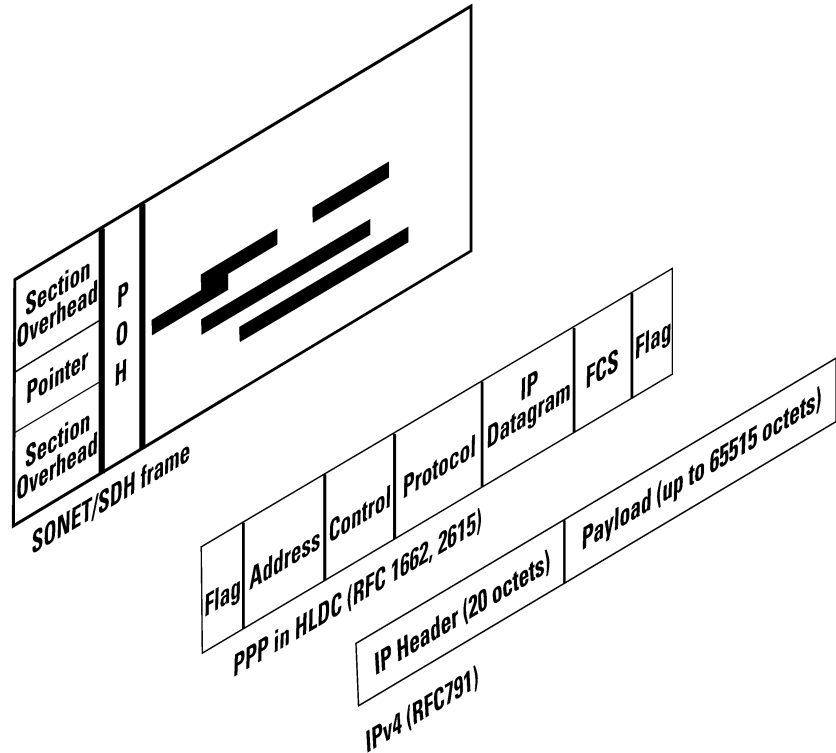 Section
Overhead
Pointer
Section
Overhead
P
O
H
SONET/SDH frame
Flag
Address
Control
Protocol
IP
Datagram
FCS
Flag
PPP in HLDC (RFC 1662, 2615)
IP Header (20 octets)
Payload (up to 65515 octets)
IPv4 (RFC791)